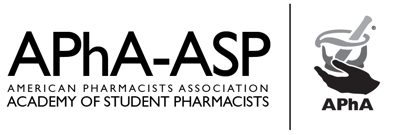 APhA-ASP
AMERICAN PHARMACISTS ASSOCIATION
ACADEMY OF STUDENT PHARMACISTS
APhA